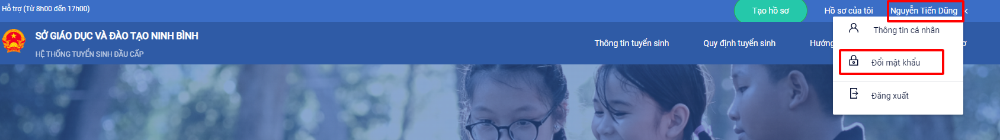 Hỗ trợ (Từ 8h00 đến 17h00)
Tạo hồ sơ
Hồ sơ của tôi
Nguyễn Tiến Dũng
SỞ GIÁO DỤC VÀ ĐÀO TẠO NINH BÌNH
HỆ THỐNG TUYỂN SINH ĐẦU CẤP
Thông tin tuyển sinh
Quy định tuyển sinh
Thông tin cá nhân
Đổi mật khẩu
Đăng xuất